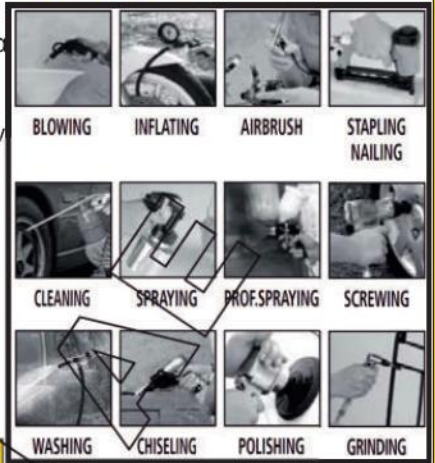 BLOWING INFLATING AIRBRUSH STAPLING
NAILING
CLEANING SPRAYING PROF.SPRAYING SCREWING
WASHING CHISELING POLISHING GRINDING